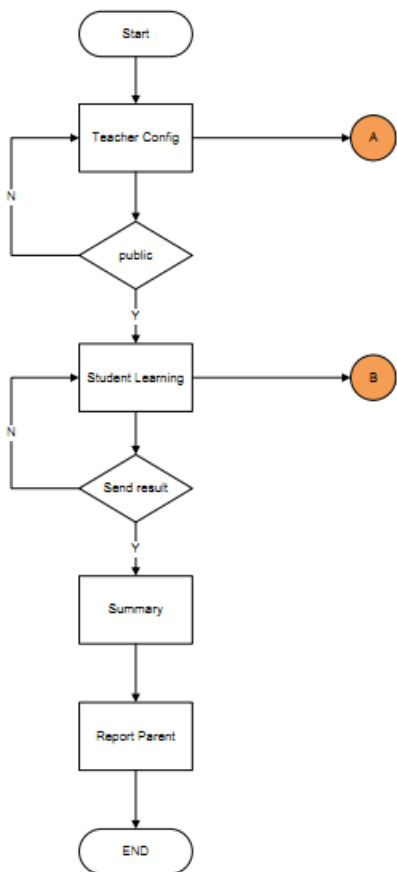 Start
Teacher Config
A
N
public
Y
Student Learning
B
N
Send result
Y
Summary
Report Parent
END